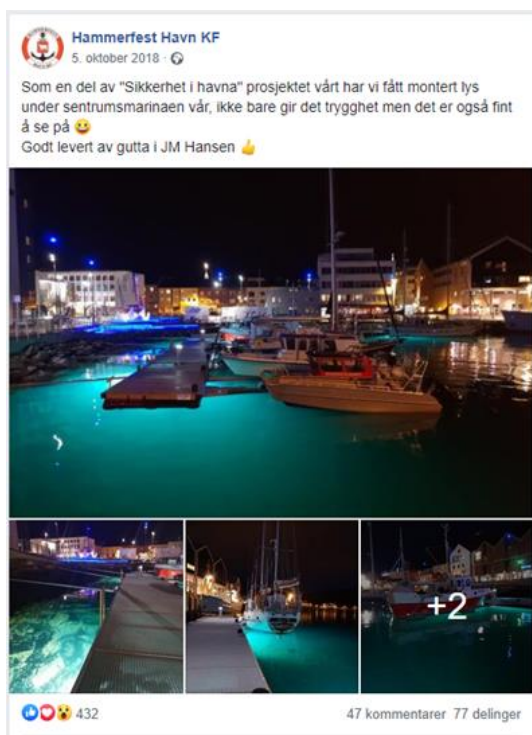 Hammerfest Havn KF
5. oktober 2018 ·
Som en del av "Sikkerhet i havna" prosjektet vårt har vi fått montert lys
under sentrumsmarinaen vår, ikke bare gir det trygghet men det er også fint
å se på 😀
Godt levert av gutta i JM Hansen 👍
+2
432
47 kommentarer 77 delinger